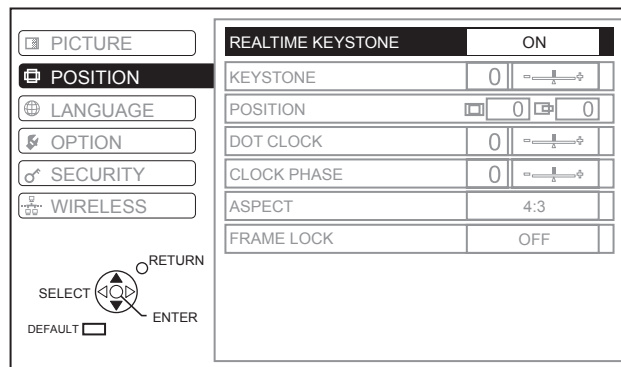 PICTURE
POSITION
LANGUAGE
OPTION
SECURITY
WIRELESS
RETURN
SELECT
ENTER
DEFAULT
REALTIME KEYSTONE ON
KEYSTONE 0
POSITION 0 0
DOT CLOCK 0
CLOCK PHASE 0
ASPECT 4:3
FRAME LOCK OFF